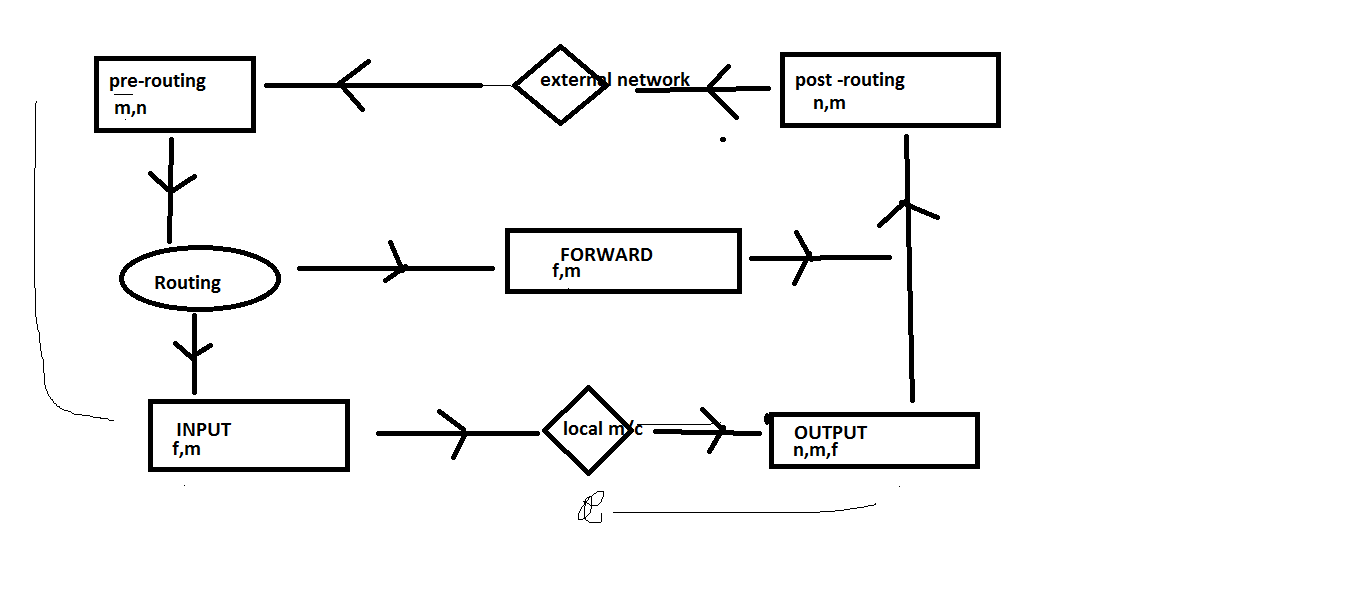 pre-routing
m,n
external network
post -routing
n,m
Routing
FORWARD
f,m
INPUT
f,m
local m/c
OUTPUT
n,m,f